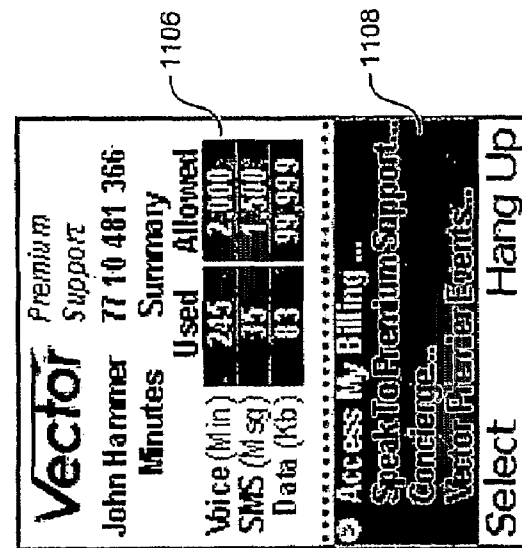 Vector Premium Support
John Hammer 77 10 481 366
Minutes Summary
Used Allowed
Voice (Min) 245 2,000
SMS (Msg) 35 1,500
Data (Kb) 83 99,999
Access My Billing ...
Speak To Premium Support...
Concierge...
Vector Premier Events...
Select Hang Up
1106
1108